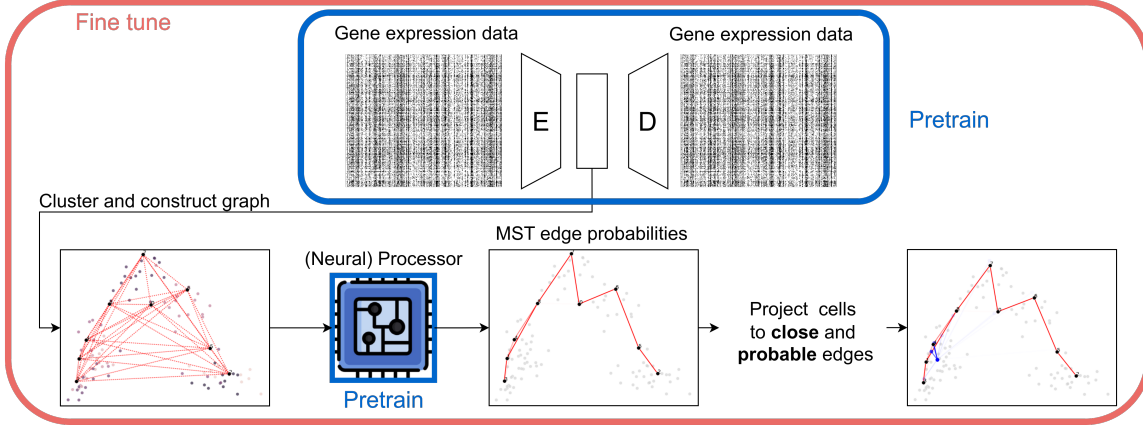 Fine tune
Gene expression data
Gene expression data
E
D
Pretrain
Cluster and construct graph
(Neural) Processor
MST edge probabilities
Project cells
to close and
probable edges
Pretrain